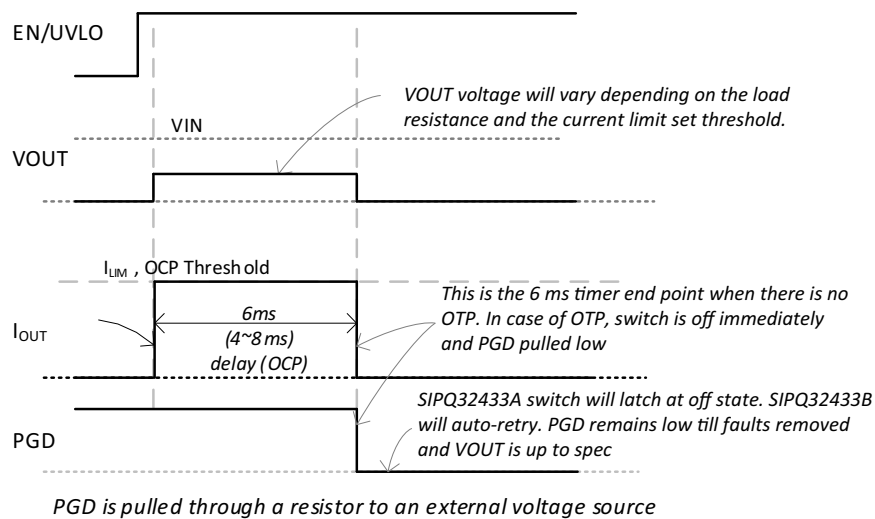 EN/UVLO
VOUT voltage will vary depending on the load
resistance and the current limit set threshold.
VIN
VOUT
ILIM , OCP Threshold
This is the 6 ms timer end point when there is no
OTP. In case of OTP, switch is off immediately
and PGD pulled low
6ms
(4~8 ms)
delay (OCP)
IOUT
SIPQ32433A switch will latch at off state. SIPQ32433B
will auto-retry. PGD remains low till faults removed
and VOUT is up to spec
PGD
PGD is pulled through a resistor to an external voltage source